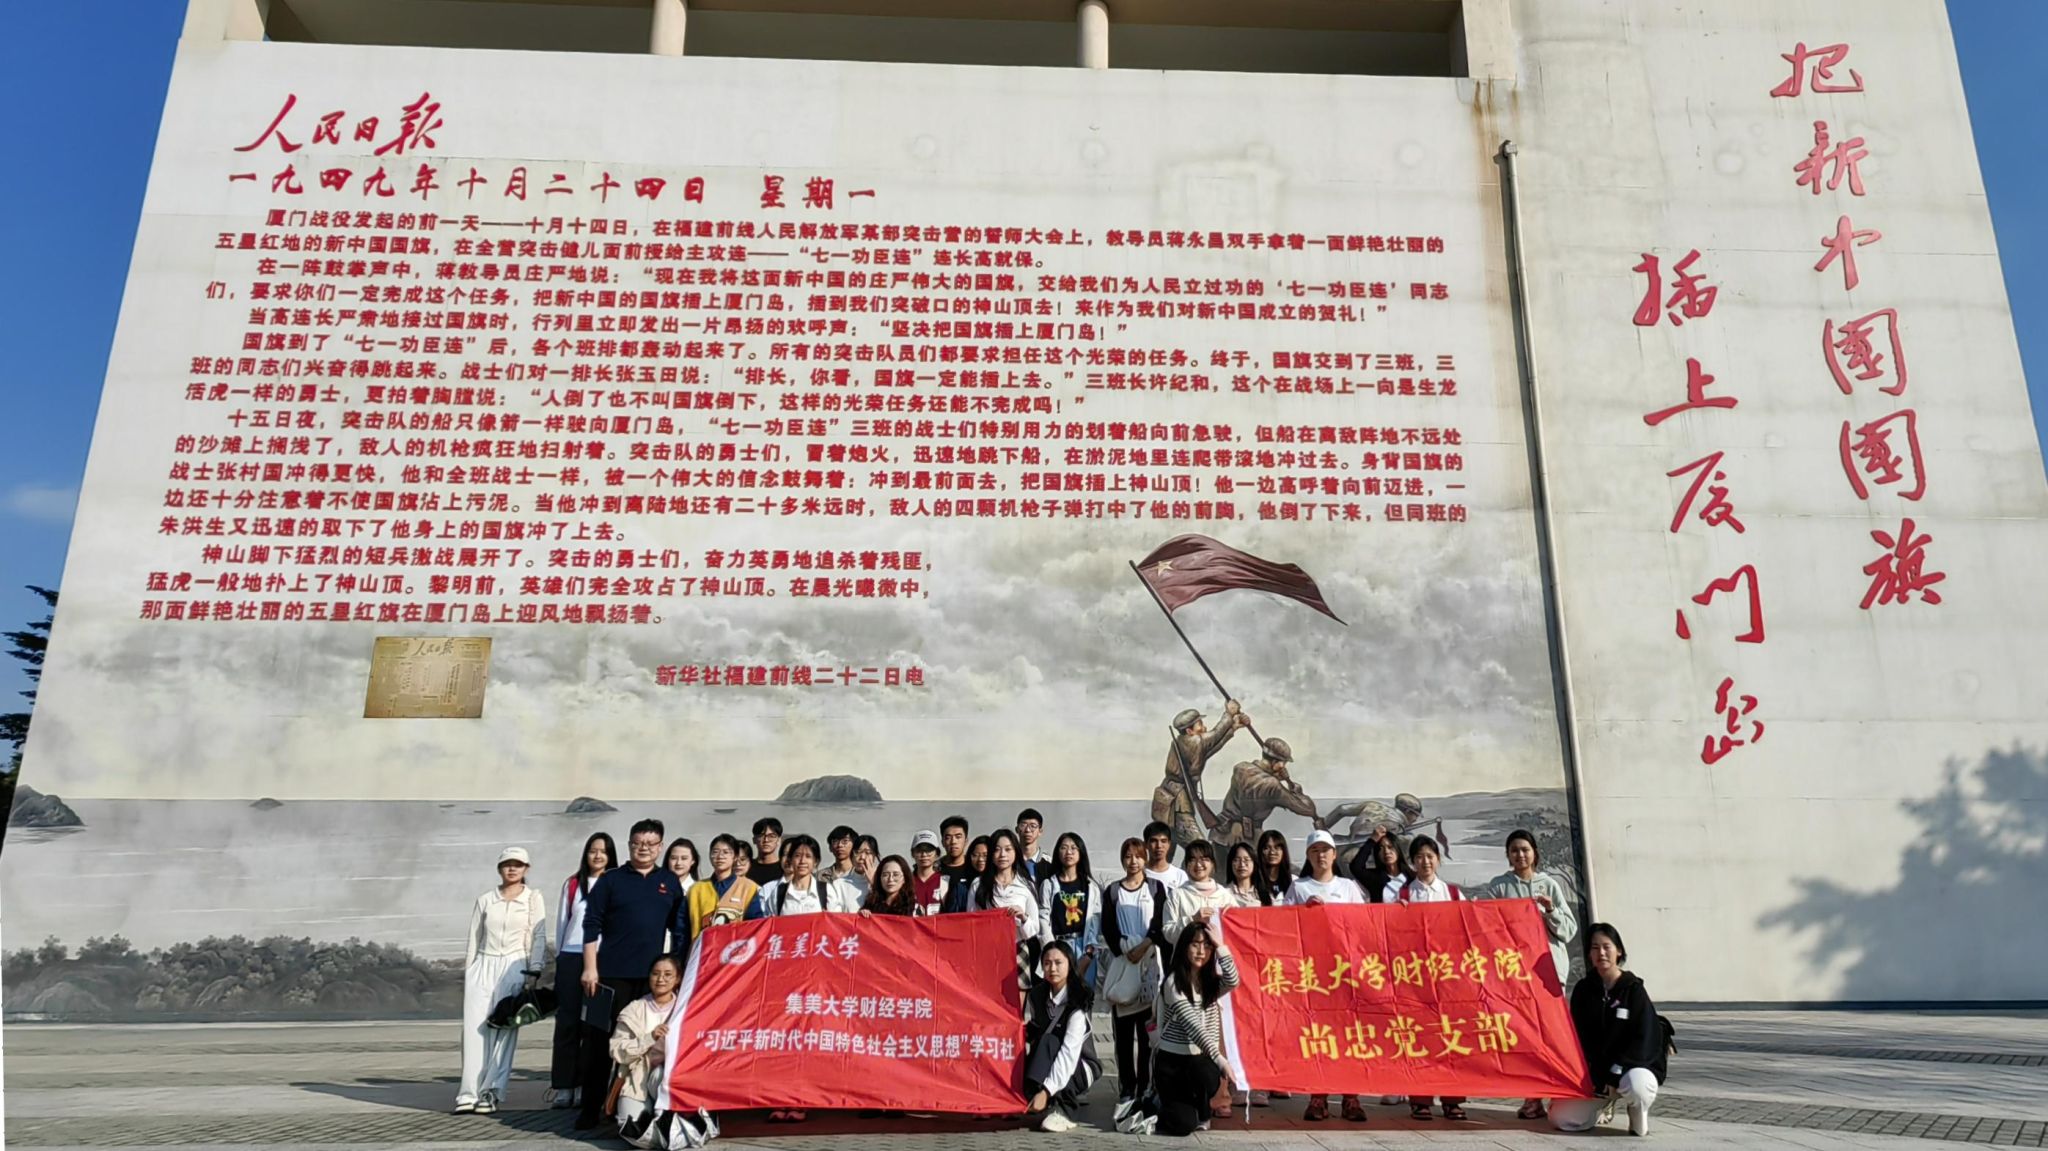 人民日报
一九四九年十月二十四日 星期一
厦门战役发起的前一天——十月十四日，在福建前线人民解放军某部突击营的誓师大会上，教导员蒋永昌双手拿着一面鲜艳壮丽的
五星红地的新中国国旗，在全营突击健儿面前授给主攻连——“七一功臣连”连长高就保。
在一阵鼓掌声中，蒋教导员庄严地说：“现在我将这面新中国的庄严伟大的国旗，交给我们为人民立过功的‘七一功臣连’同志
们，要求你们一定完成这个任务，把新中国的国旗插上厦门岛，插到我们突破口的神山顶去！来作为我们对新中国成立的贺礼！”
当高连长严肃地接过国旗时，行列里立即发出一片昂扬的欢呼声：“坚决把国旗插上厦门岛！”
国旗到了“七一功臣连”后，各个班排都轰动起来了。所有的突击队员们都要求担任这个光荣的任务。终于，国旗交到了三班，三
班的同志们兴奋得跳起来。战士们对一排长张玉田说：“排长，你看，国旗一定能插上去。”三班长许纪和，这个在战场上一向是生龙
活虎一样的勇士，更拍着胸膛说：“人倒了也不叫国旗倒下，这样的光荣任务还能不完成吗！”
十五日夜，突击队的船只像箭一样驶向厦门岛，“七一功臣连”三班的战士们特别用力的划着船向前急驶，但船在离敌阵地不远处
的沙滩上搁浅了，敌人的机枪疯狂地扫射着。突击队的勇士们，冒着炮火，迅速地跳下船，在淤泥地里连爬带滚地冲过去。身背国旗的
战士张村国冲得更快，他和全班战士一样，被一个伟大的信念鼓舞着：冲到最前面去，把国旗插上神山顶！他一边高呼着向前迈进，一
边还十分注意着不使国旗沾上污泥。当他冲到离陆地还有二十多米远时，敌人的四颗机枪子弹打中了他的前胸，他倒了下来，但同班的
朱洪生又迅速的取下了他身上的国旗冲了上去。
神山脚下猛烈的短兵激战展开了。突击的勇士们，奋力英勇地追杀着残匪，
猛虎一般地扑上了神山顶。黎明前，英雄们完全攻占了神山顶。在晨光曦微中，
那面鲜艳壮丽的五星红旗在厦门岛上迎风地飘扬着。
新华社福建前线二十二日电
人民日报
把新中國國旗
插上厦门岛
集美大学
集美大学财经学院
“习近平新时代中国特色社会主义思想”学习社
集美大学财经学院
尚忠党支部